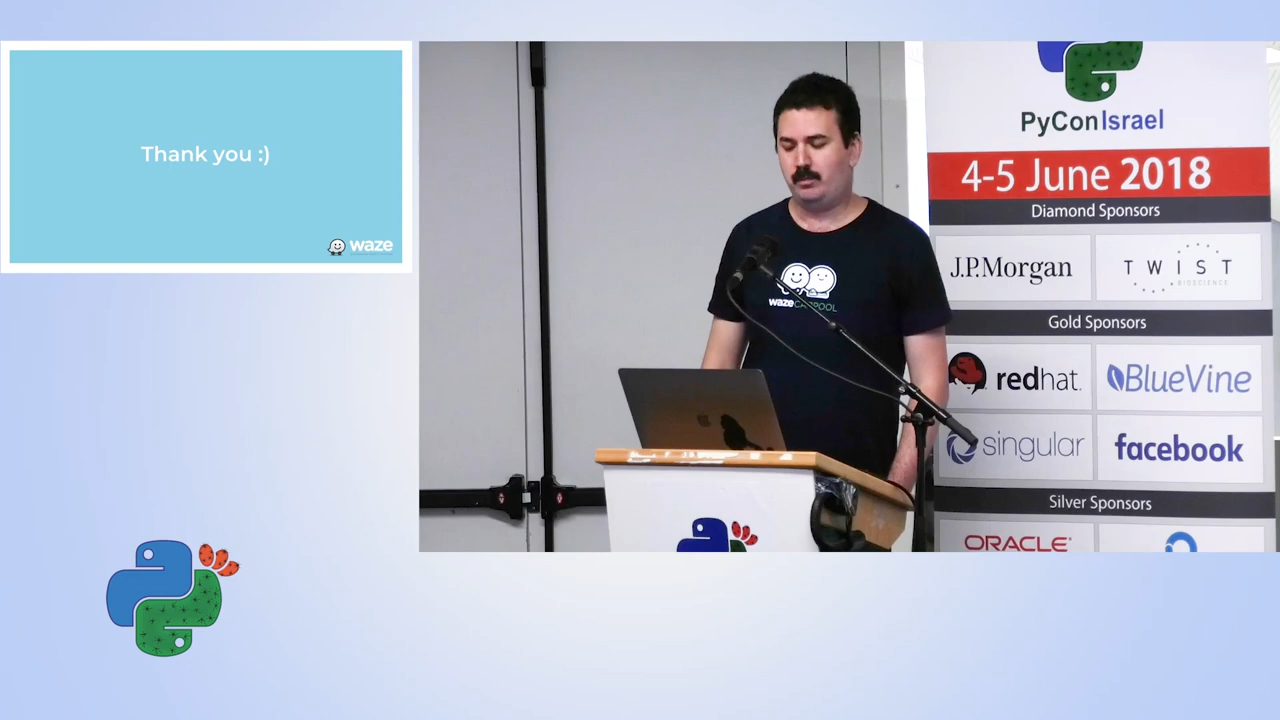 Thank you :)
waze
waze CARPOOL
PyConIsrael
4-5 June 2018
Diamond Sponsors
J.P.Morgan
TWIST
BIOSCIENCE
Gold Sponsors
redhat.
BlueVine
singular
facebook
Silver Sponsors
ORACLE